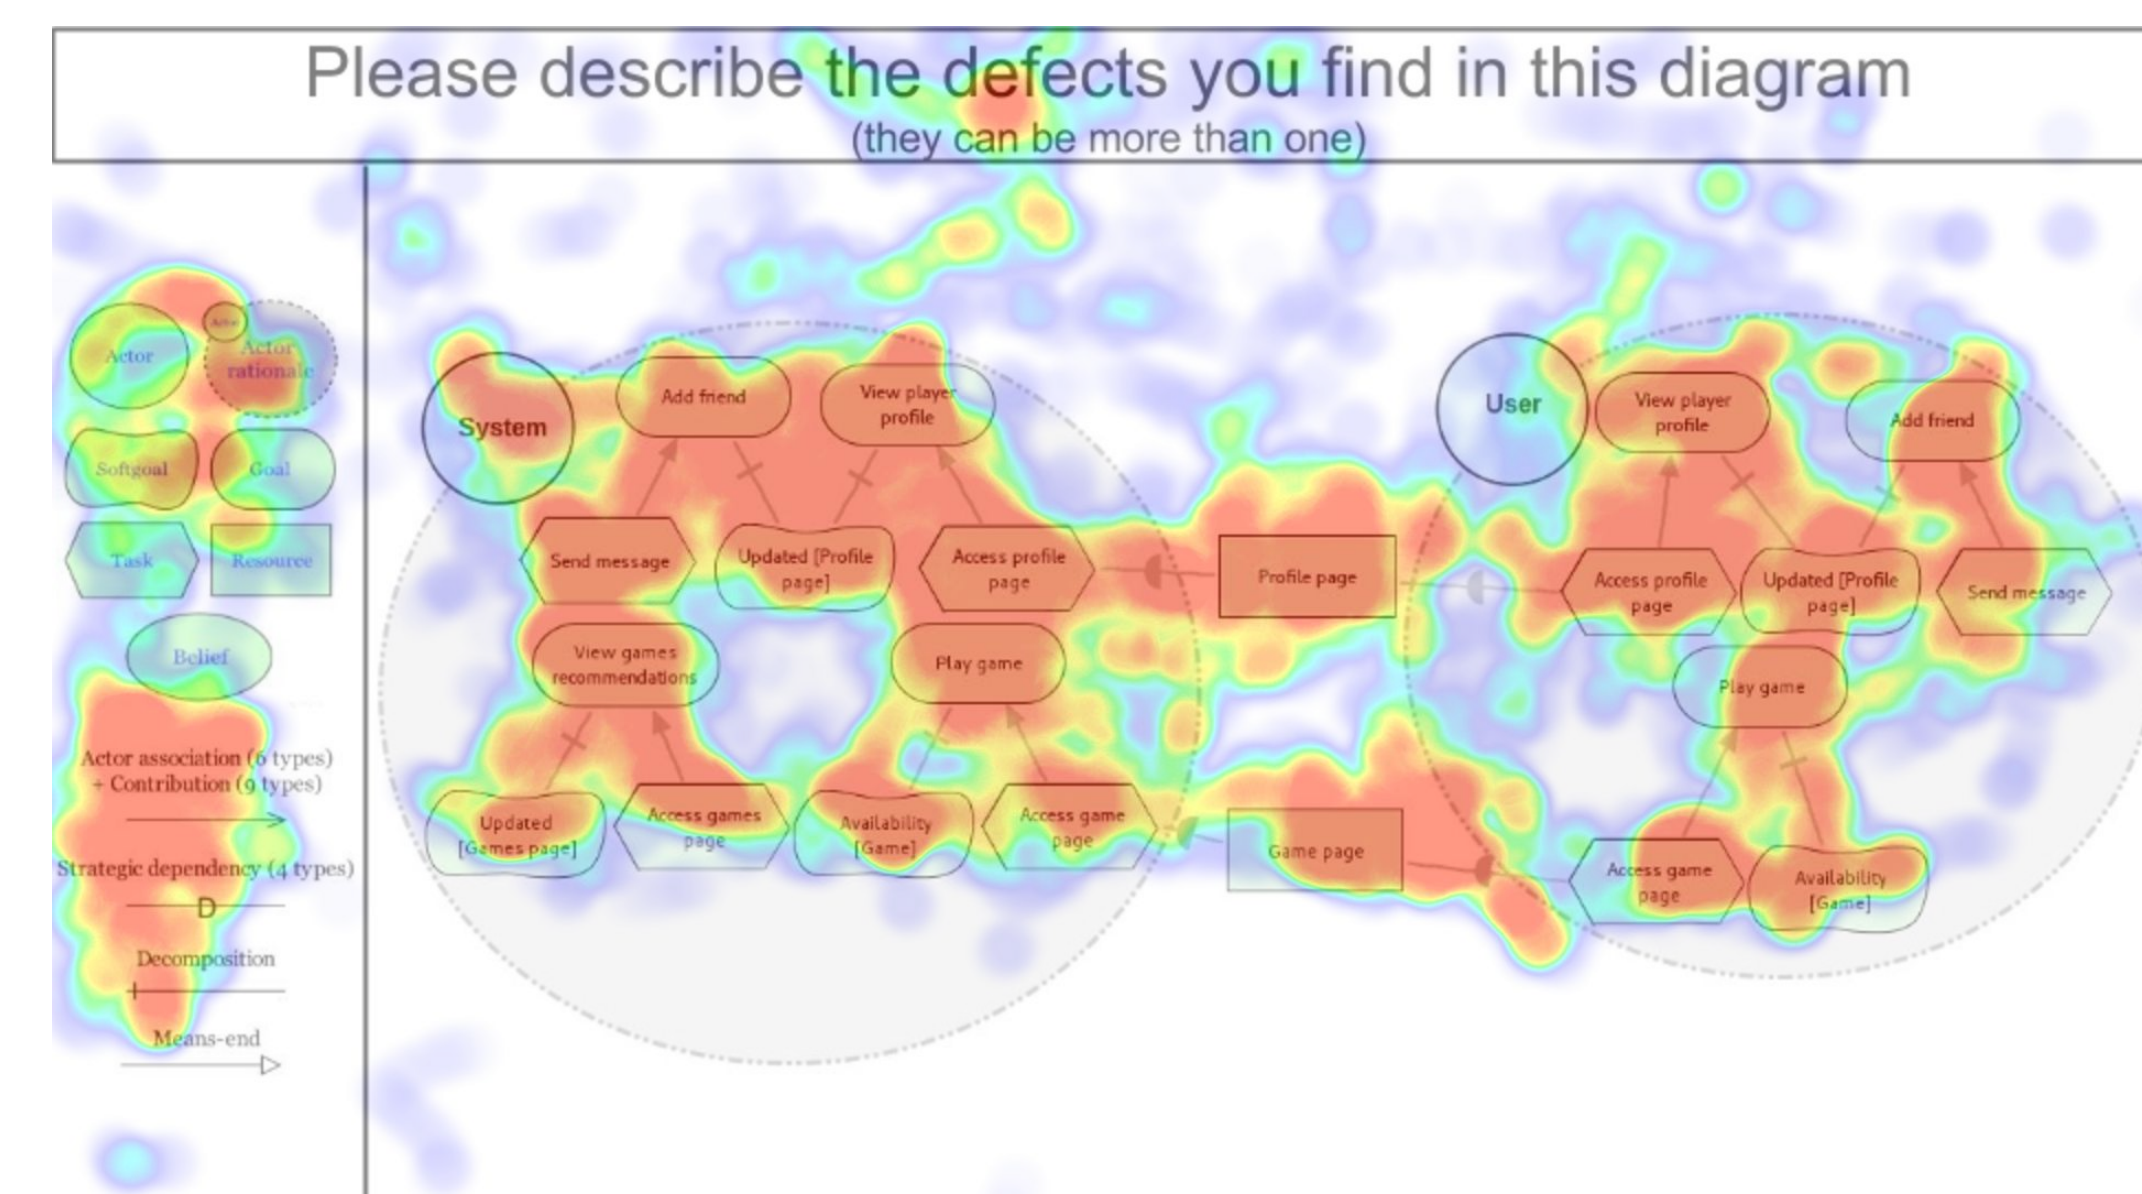 Please describe the defects you find in this diagram
(they can be more than one)
Actor
Actor
Actor
rationale
Softgoal
Goal
Task
Resource
Belief
Actor association (6 types)
+ Contribution (9 types)
Strategic dependency (4 types)
D
Decomposition
Means-end
System
Add friend
View player
profile
Send message
Updated [Profile
page]
Access profile
page
View games
recommendations
Play game
Updated
[Games page]
Access games
page
Availability
[Game]
Access game
page
Profile page
Game page
User
View player
profile
Add friend
Access profile
page
Updated [Profile
page]
Send message
Play game
Access game
page
Availability
[Game]